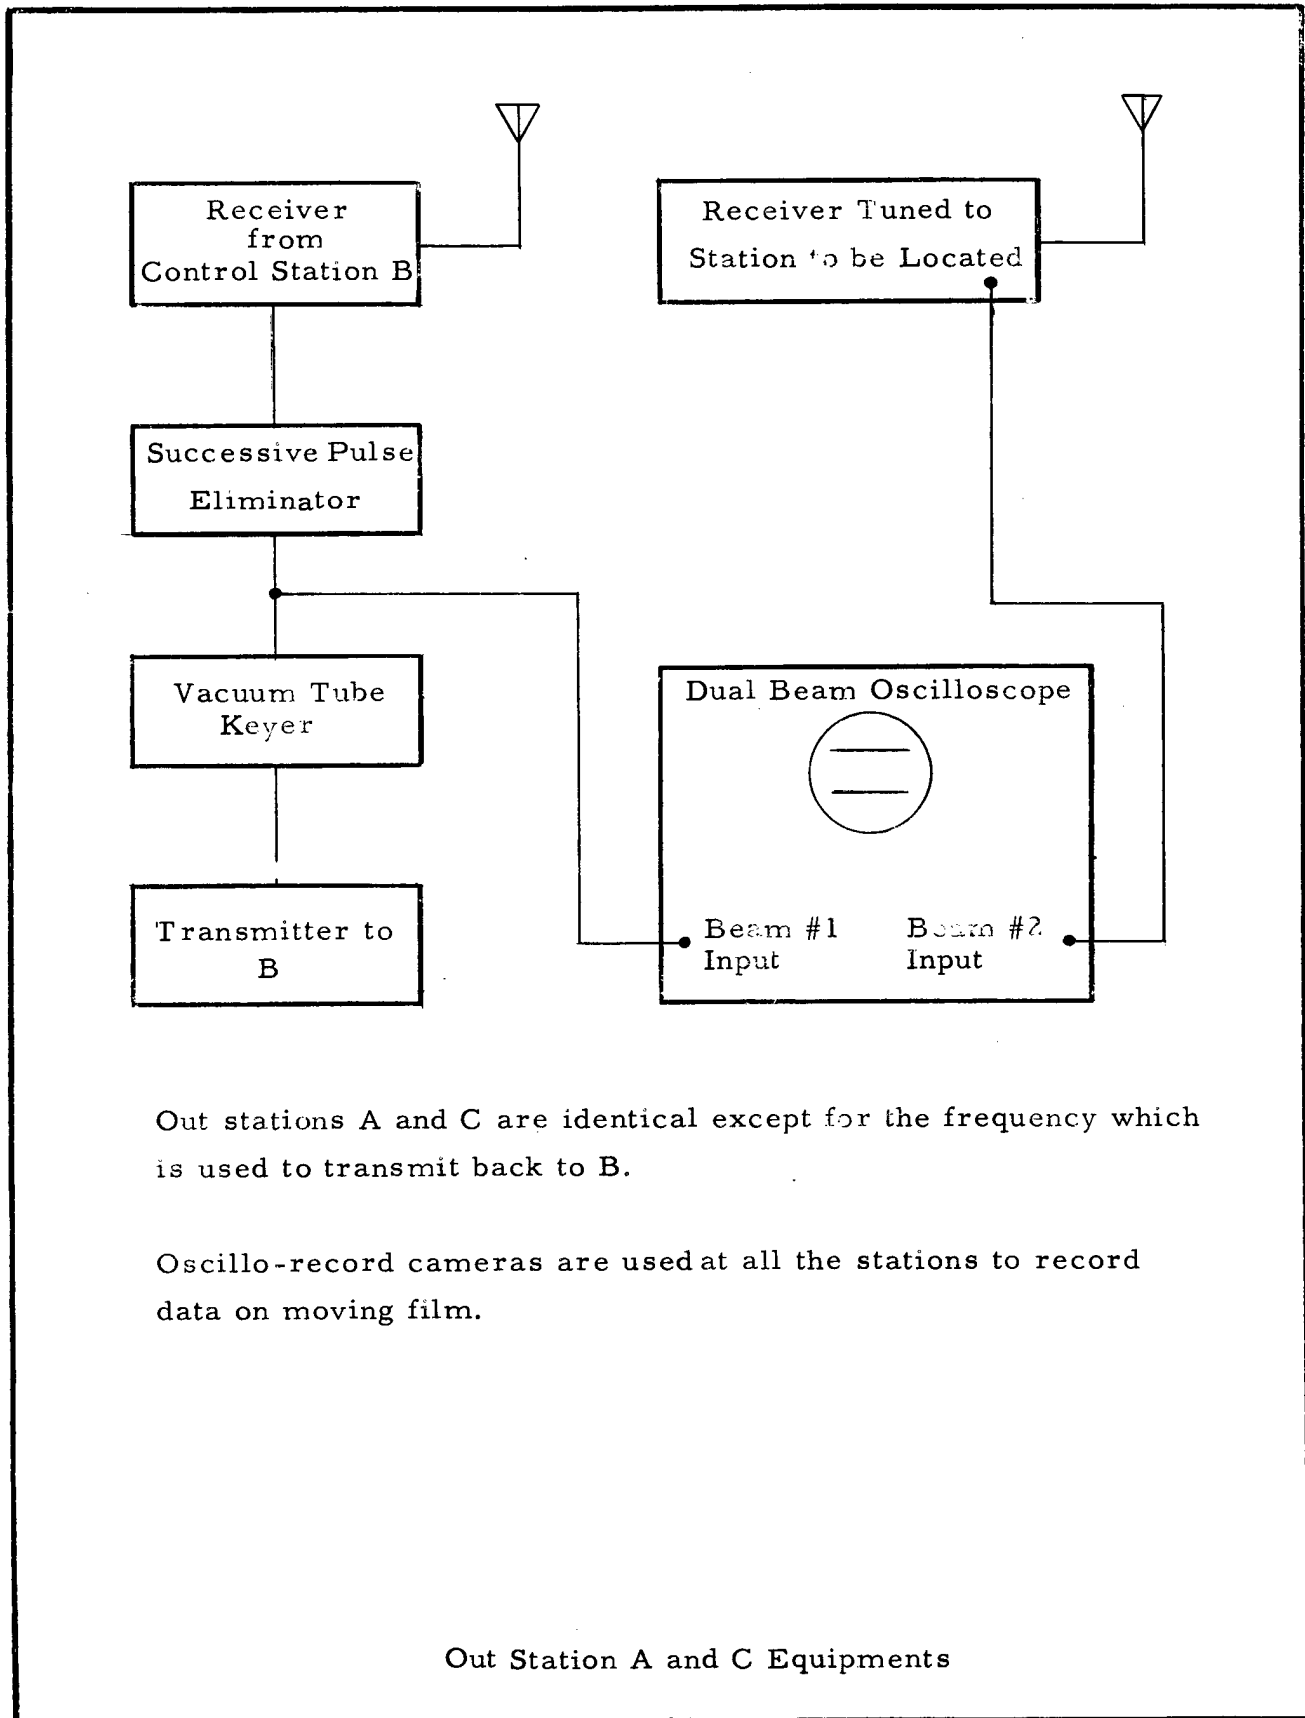 Receiver
from
Control Station B
Receiver Tuned to
Station to be Located
Successive Pulse
Eliminator
Vacuum Tube
Keyer
Dual Beam Oscilloscope
Transmitter to
B
Beam #1
Input
Beam #2
Input
Out stations A and C are identical except for the frequency which
is used to transmit back to B.
Oscillo-record cameras are used at all the stations to record
data on moving film.
Out Station A and C Equipments